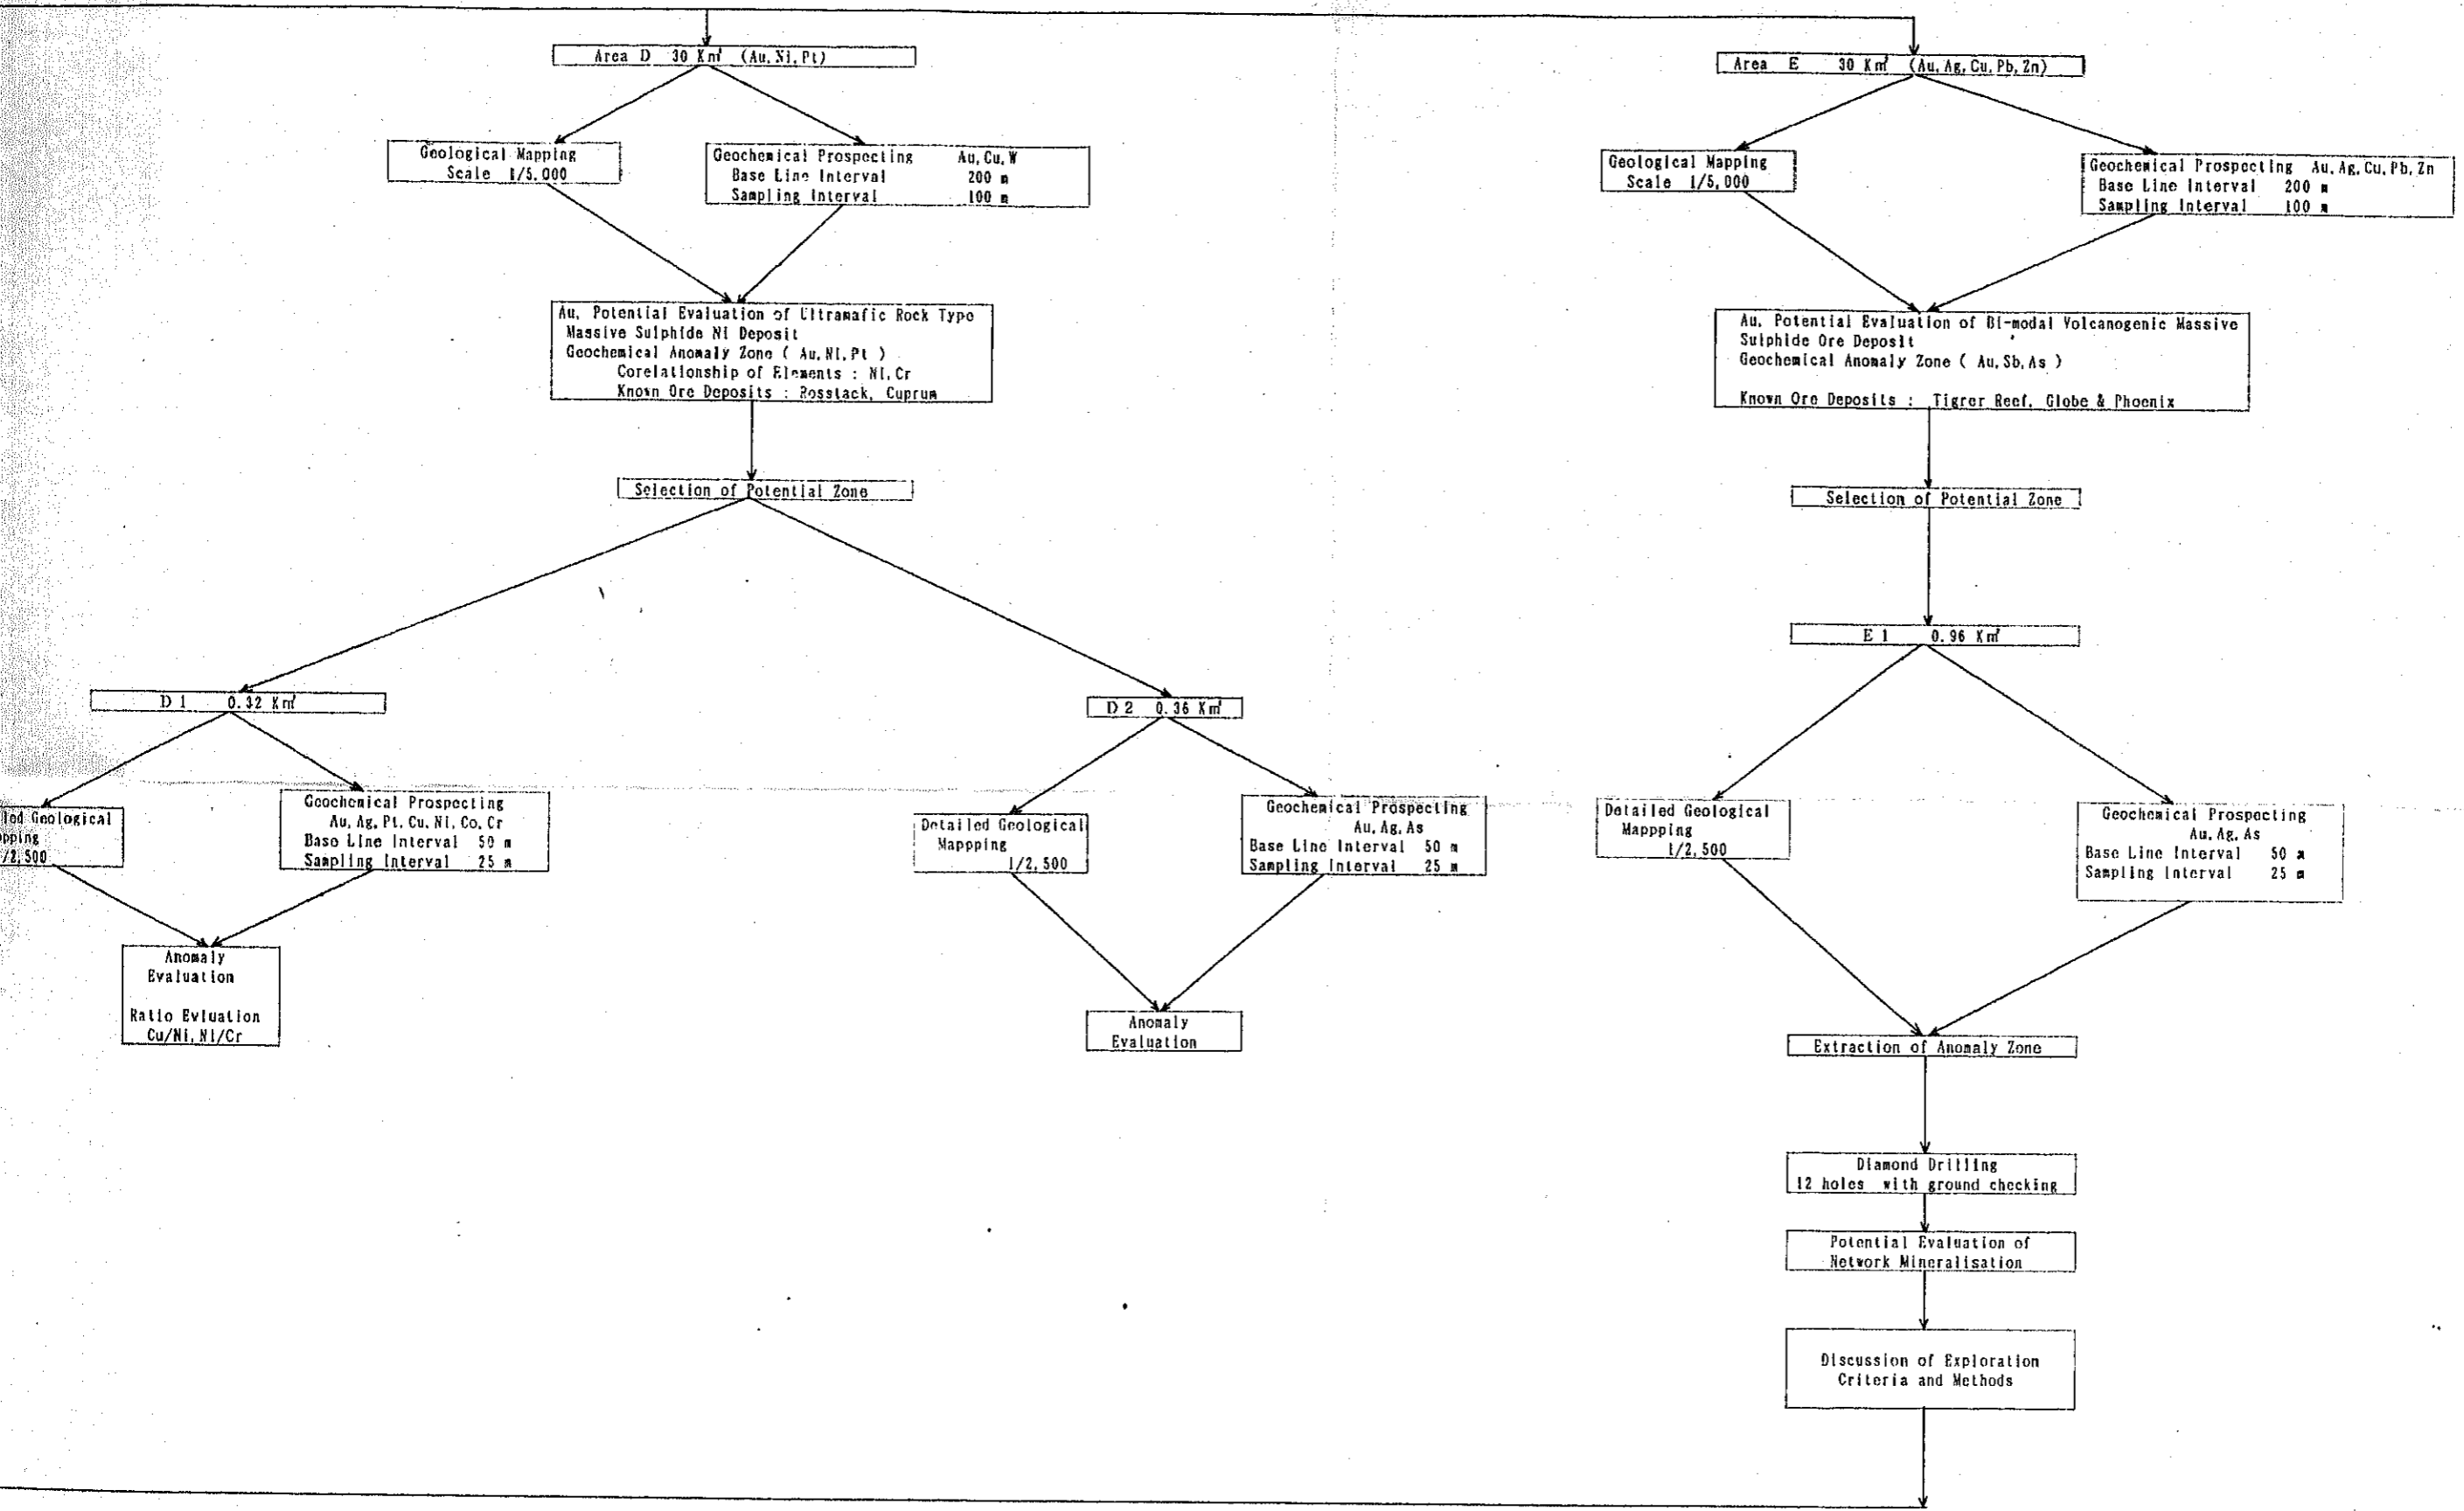 Area D 30 Km² (Au, Ni, Pt)
Geological Mapping
Scale 1/5,000
Geochemical Prospecting Au, Cu, W
Base Line Interval 200 m
Sampling Interval 100 m
Au, Potential Evaluation of Ultramafic Rock Type
Massive Sulphide Ni Deposit
Geochemical Anomaly Zone ( Au, Ni, Pt )
Corelationship of Elements : Ni, Cr
Known Ore Deposits : Rosstack, Cuprum
Selection of Potential Zone
D 1 0.32 Km²
Geological
1/2,500
Geochemical Prospecting
Au, Ag, Pt, Cu, Ni, Co, Cr
Base Line Interval 50 m
Sampling Interval 25 m
Anomaly
Evaluation
Ratio Evluation
Cu/Ni, Ni/Cr
D 2 0.36 Km²
Detailed Geological
Mappping
1/2,500
Geochemical Prospecting
Au, Ag, As
Base Line Interval 50 m
Sampling Interval 25 m
Anomaly
Evaluation
Area E 30 Km² (Au, Ag, Cu, Pb, Zn)
Geological Mapping
Scale 1/5,000
Geochemical Prospecting Au, Ag, Cu, Pb, Zn
Base Line Interval 200 m
Sampling Interval 100 m
Au, Potential Evaluation of Bi-modal Volcanogenic Massive
Sulphide Ore Deposit
Geochemical Anomaly Zone ( Au, Sb, As )
Known Ore Deposits : Tigrer Reef, Globe & Phoenix
Selection of Potential Zone
E 1 0.96 Km²
Detailed Geological
Mappping
1/2,500
Geochemical Prospecting
Au, Ag, As
Base Line Interval 50 m
Sampling Interval 25 m
Extraction of Anomaly Zone
Diamond Drilling
12 holes with ground checking
Potential Evaluation of
Network Mineralisation
Discussion of Exploration
Criteria and Methods